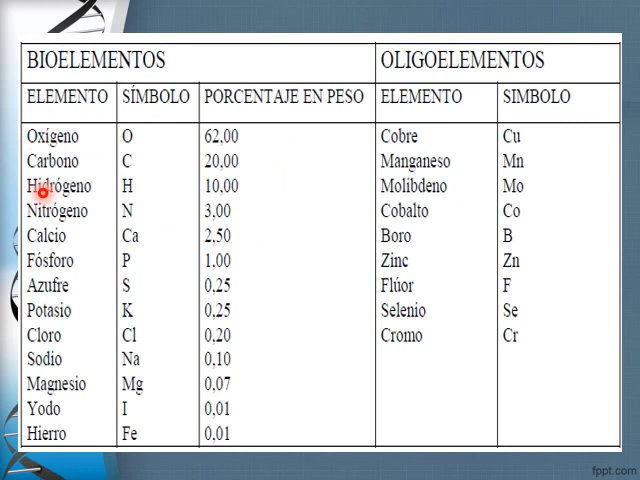 BIOELEMENTOS OLIGOELEMENTOS
ELEMENTO SÍMBOLO PORCENTAJE EN PESO ELEMENTO SIMBOLO
Oxígeno O 62,00 Cobre Cu
Carbono C 20,00 Manganeso Mn
Hidrógeno H 10,00 Molibdeno Mo
Nitrógeno N 3,00 Cobalto Co
Calcio Ca 2,50 Boro B
Fósforo P 1,00 Zinc Zn
Azufre S 0,25 Flúor F
Potasio K 0,25 Selenio Se
Cloro Cl 0,20 Cromo Cr
Sodio Na 0,10
Magnesio Mg 0,07
Yodo I 0,01
Hierro Fe 0,01
fppt.com